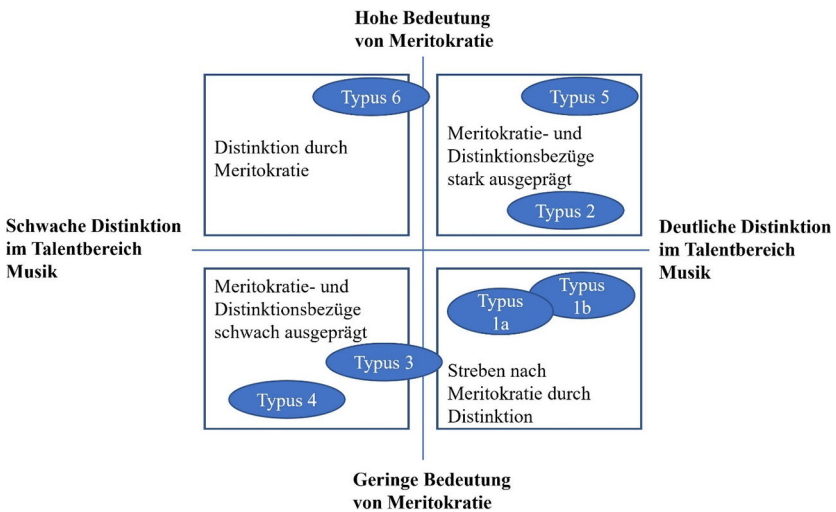 Hohe Bedeutung
von Meritokratie
Typus 6
Distinktion durch
Meritokratie
Typus 5
Meritokratie- und
Distinktionsbezüge
stark ausgeprägt
Typus 2
Schwache Distinktion
im Talentbereich
Musik
Deutliche Distinktion
im Talentbereich
Musik
Meritokratie- und
Distinktionsbezüge
schwach ausgeprägt
Typus 3
Typus 4
Typus
1a
Typus
1b
Streben nach
Meritokratie durch
Distinktion
Geringe Bedeutung
von Meritokratie